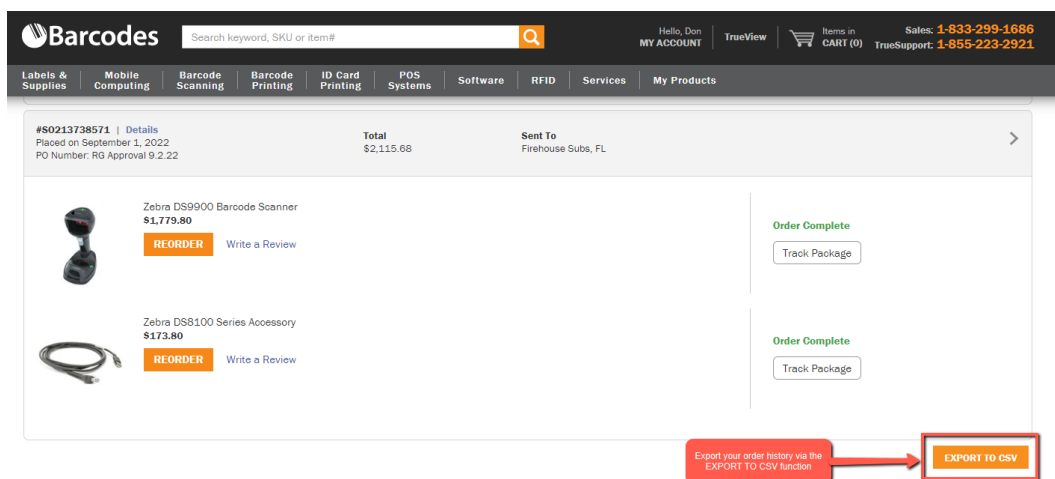 Barcodes
Search keyword, SKU or item#
Hello, Don
MY ACCOUNT
TrueView
Items in
CART (0)
Sales: 1-833-299-1686
TrueSupport: 1-855-223-2921
Labels &
Supplies
Mobile
Computing
Barcode
Scanning
Barcode
Printing
ID Card
Printing
POS
Systems
Software
RFID
Services
My Products
#S0213738571 | Details
Placed on September 1, 2022
PO Number: RG Approval 9.2.22
Total
$2,115.68
Sent To
Firehouse Subs, FL
Zebra DS9900 Barcode Scanner
$1,779.80
REORDER Write a Review
Order Complete
Track Package
Zebra DS8100 Series Accessory
$173.80
REORDER Write a Review
Order Complete
Track Package
Export your order history via the
EXPORT TO CSV function
EXPORT TO CSV